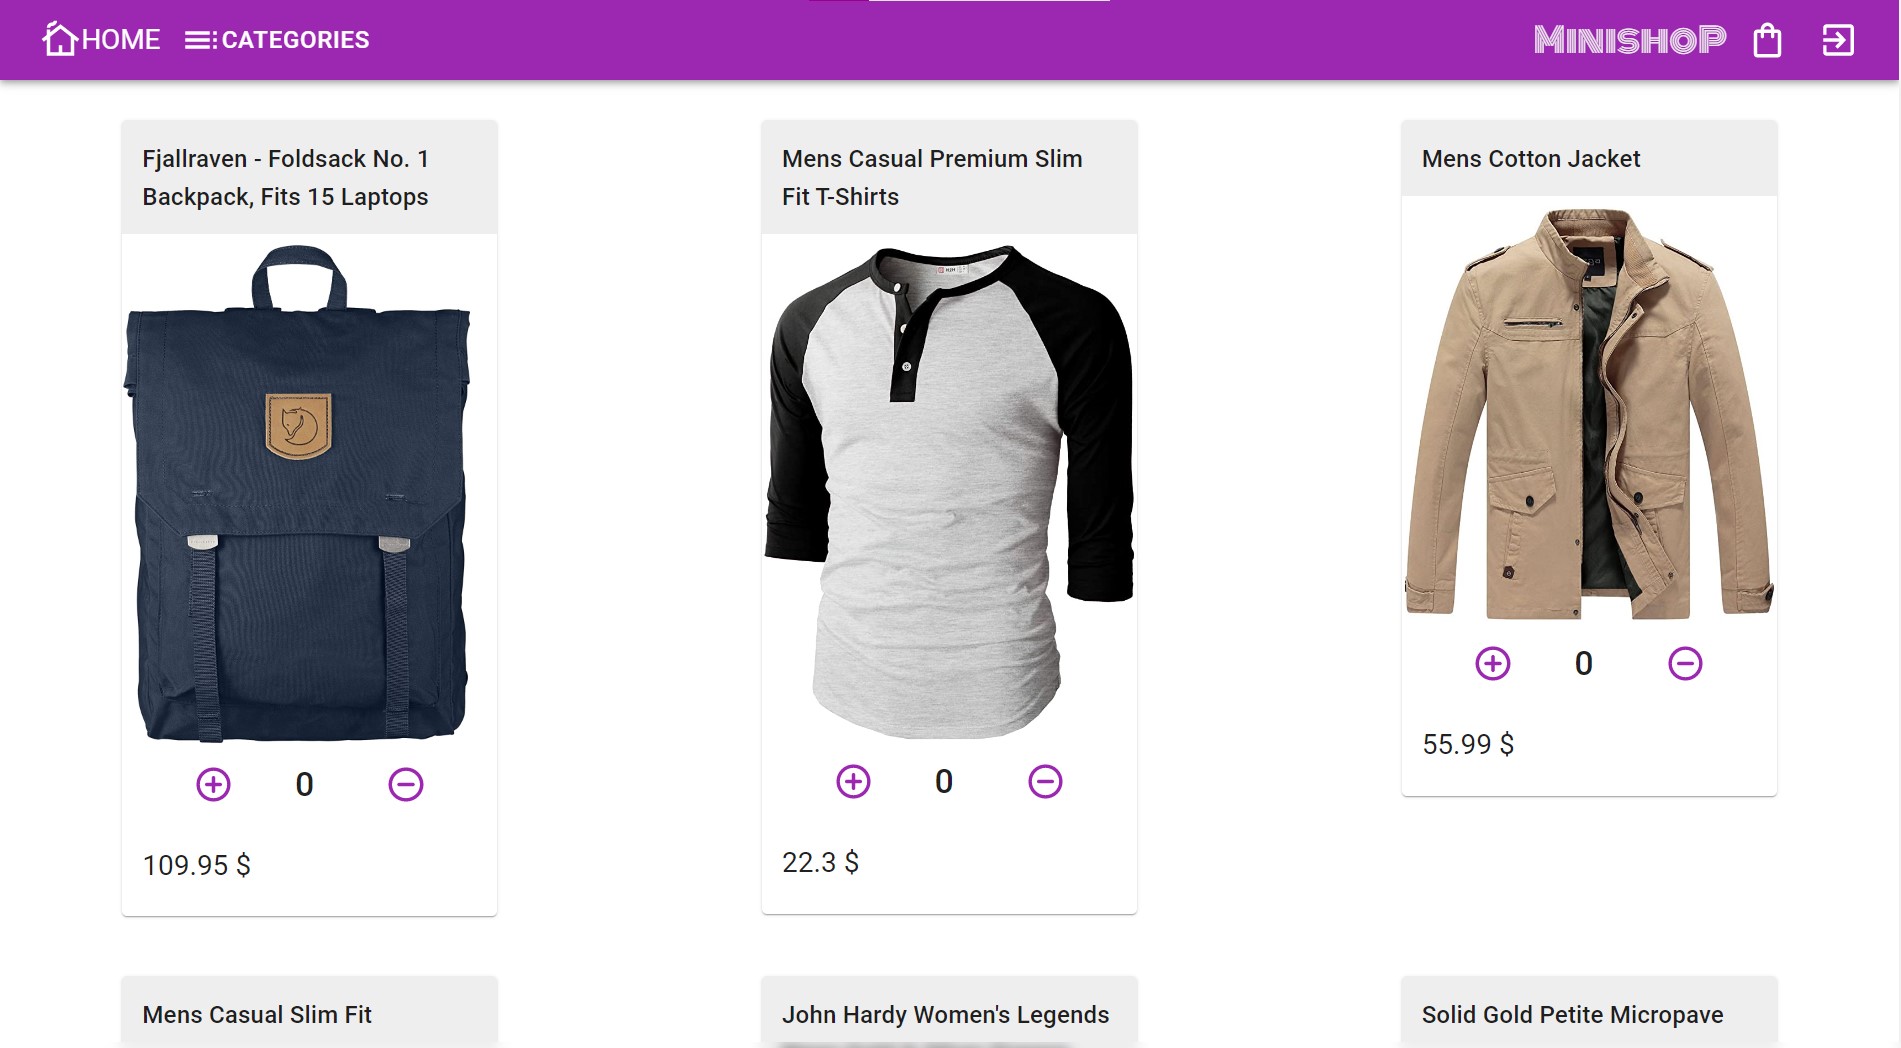 HOME
CATEGORIES
MINISHOP
Fjallraven - Foldsack No. 1
Backpack, Fits 15 Laptops
Mens Casual Premium Slim
Fit T-Shirts
Mens Cotton Jacket
0
109.95 $
0
22.3 $
0
55.99 $
Mens Casual Slim Fit
John Hardy Women's Legends
Solid Gold Petite Micropave